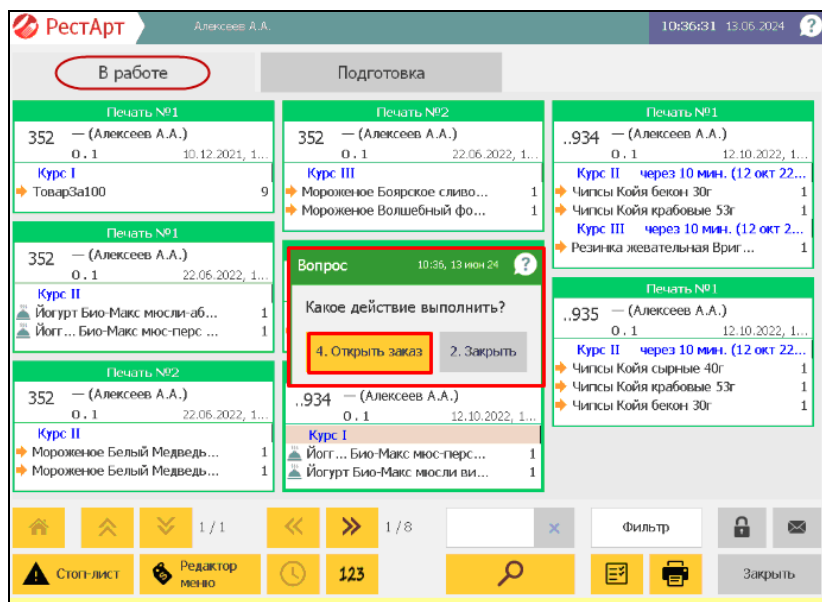 РестАрт
Алексеев А.А.
10:36:31 13.06.2024
В работе
Подготовка
Печать №1
352 — (Алексеев А.А.)
0.1 10.12.2021, 1...
Курс I
ТоварЗа100 9
Печать №1
352 — (Алексеев А.А.)
0.1 22.06.2022, 1...
Курс II
Йогурт Био-Макс мюсли-аб... 1
Йогг... Био-Макс мюс-перс ... 1
Печать №2
352 — (Алексеев А.А.)
0.1 22.06.2022, 1...
Курс II
Мороженое Белый Медведь... 1
Мороженое Белый Медведь... 1
Печать №2
352 — (Алексеев А.А.)
0.1 22.06.2022, 1...
Курс III
Мороженое Боярское сливо... 1
Мороженое Волшебный фо... 1
Вопрос 10:36, 13 июн 24
Какое действие выполнить?
4. Открыть заказ
2. Закрыть
..934 — (Алексеев А.А.)
0.1 12.10.2022, 1...
Курс I
Йогг... Био-Макс мюс-перс... 1
Йогурт Био-Макс мюсли ви... 1
Печать №1
..934 — (Алексеев А.А.)
0.1 12.10.2022, 1...
Курс II через 10 мин. (12 окт 22...
Чипсы Койя бекон 30г 1
Чипсы Койя крабовые 53г 1
Курс III через 10 мин. (12 окт 2...
Резинка жевательная Вриг... 1
Печать №1
..935 — (Алексеев А.А.)
0.1 12.10.2022, 1...
Курс II через 10 мин. (12 окт 22...
Чипсы Койя сырные 40г 1
Чипсы Койя крабовые 53г 1
Чипсы Койя бекон 30г 1
1/1
1/8
Фильтр
Стоп-лист
Редактор
меню
123
Закрыть